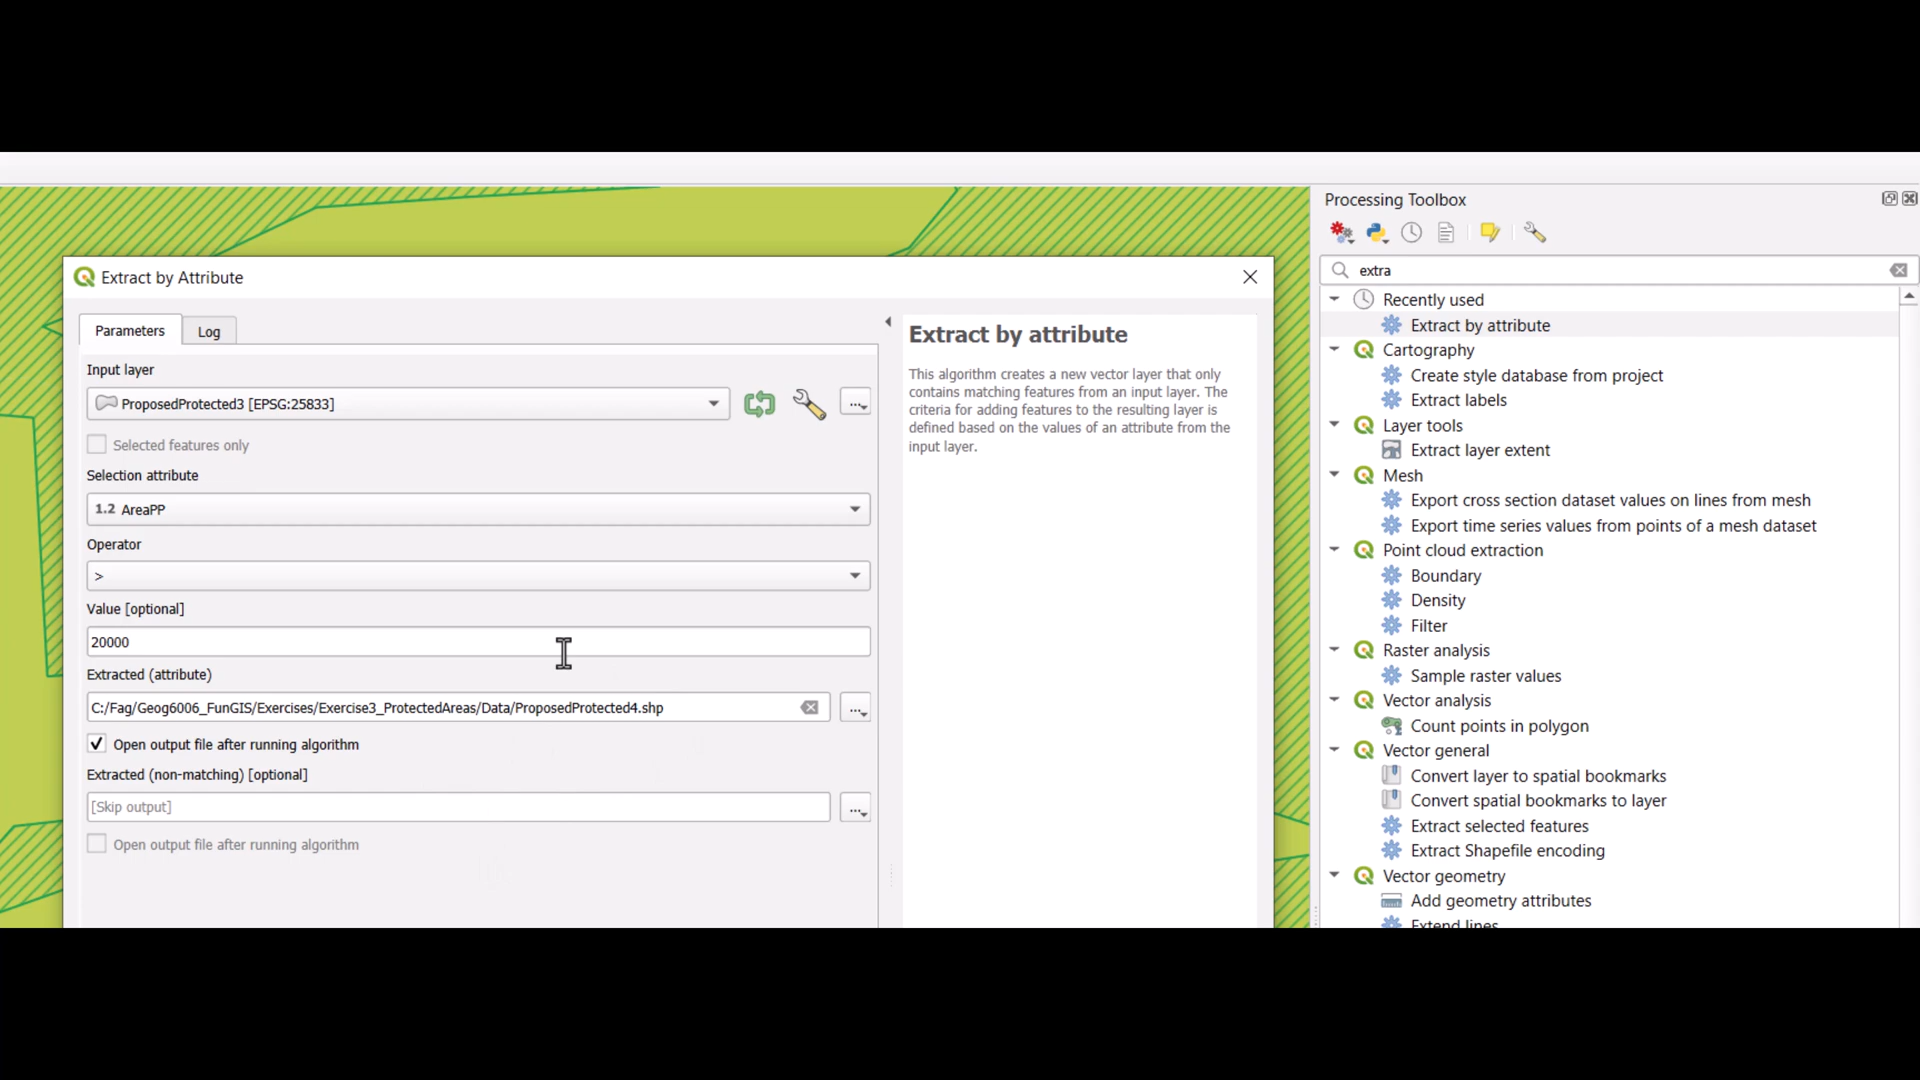 Extract by Attribute
Parameters
Log
Input layer
ProposedProtected3 [EPSG:25833]
...
Selected features only
Selection attribute
1.2 AreaPP
Operator
>
Value [optional]
20000
Extracted (attribute)
C:/Fag/Geog6006_FunGIS/Exercises/Exercise3_ProtectedAreas/Data/ProposedProtected4.shp
...
Open output file after running algorithm
Extracted (non-matching) [optional]
[Skip output]
...
Open output file after running algorithm
Extract by attribute
This algorithm creates a new vector layer that only
contains matching features from an input layer. The
criteria for adding features to the resulting layer is
defined based on the values of an attribute from the
input layer.
Processing Toolbox
extra
Recently used
Extract by attribute
Cartography
Create style database from project
Extract labels
Layer tools
Extract layer extent
Mesh
Export cross section dataset values on lines from mesh
Export time series values from points of a mesh dataset
Point cloud extraction
Boundary
Density
Filter
Raster analysis
Sample raster values
Vector analysis
Count points in polygon
Vector general
Convert layer to spatial bookmarks
Convert spatial bookmarks to layer
Extract selected features
Extract Shapefile encoding
Vector geometry
Add geometry attributes
Extend lines